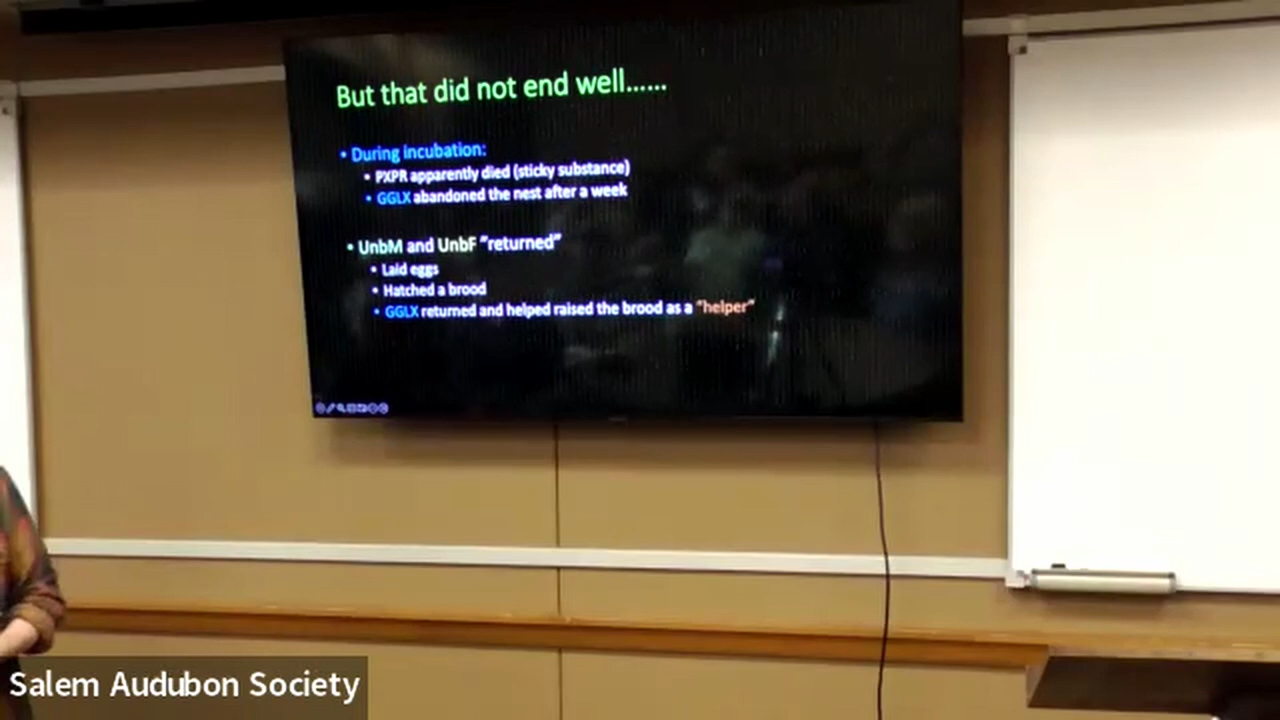 But that did not end well......
• During incubation:
• PXPR apparently died (sticky substance)
• GGLX abandoned the nest after a week
• UnbM and UnbF "returned"
• Laid eggs
• Hatched a brood
• GGLX returned and helped raised the brood as a "helper"
Salem Audubon Society